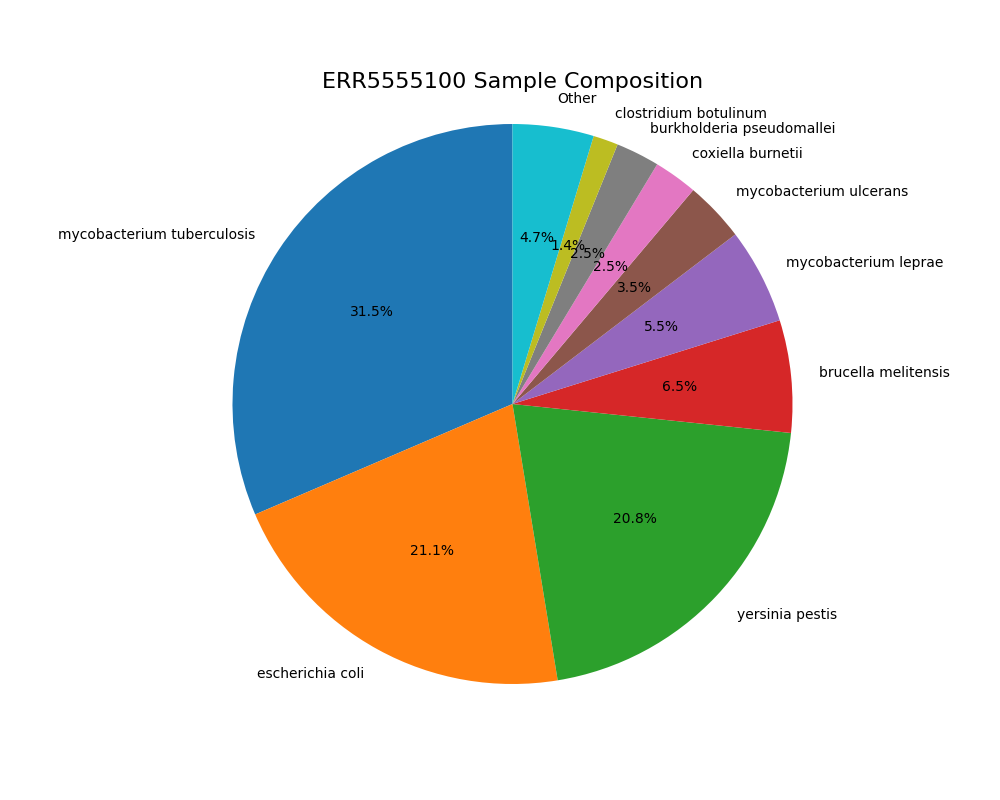 ERR5555100 Sample Composition
Other
clostridium botulinum
burkholderia pseudomallei
coxiella burnetii
mycobacterium ulcerans
mycobacterium leprae
brucella melitensis
yersinia pestis
escherichia coli
mycobacterium tuberculosis
4.7%
1.4%
2.5%
2.5%
3.5%
5.5%
6.5%
20.8%
21.1%
31.5%